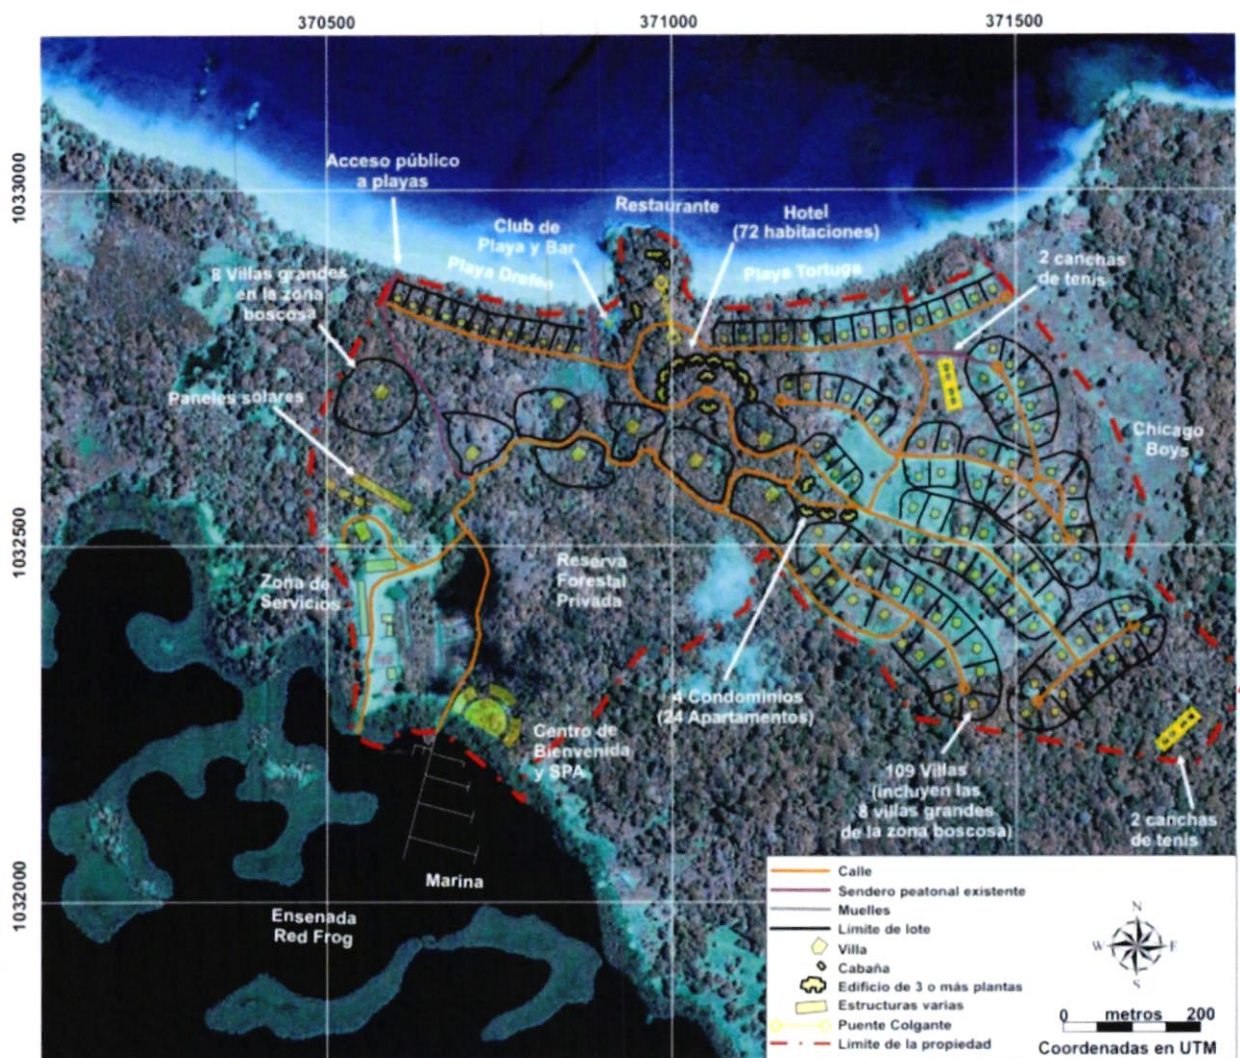 370500
371000
371500
1033000
1032500
1032000
Acceso público
a playas
Restaurante
Hotel
(72 habitaciones)
Club de
Playa y Bar
2 canchas
de tenis
8 Villas grandes
en la zona
boscosa
Playa Tortuga
Paneles solares
Chicago
Boys
Reserva
Forestal
Privada
Zona de
Servicios
4 Condominios
(24 Apartamentos)
Centro de
Bienvenida
y SPA
109 Villas
(incluyen las
8 villas grandes
de la zona boscosa)
2 canchas
de tenis
Marina
Ensenada
Red Frog
Calle
Sendero peatonal existente
Muelles
Límite de lote
Villa
Cabaña
Edificio de 3 o más plantas
Estructuras varias
Puente Colgante
Límite de la propiedad
N
W
E
S
0 metros 200
Coordenadas en UTM